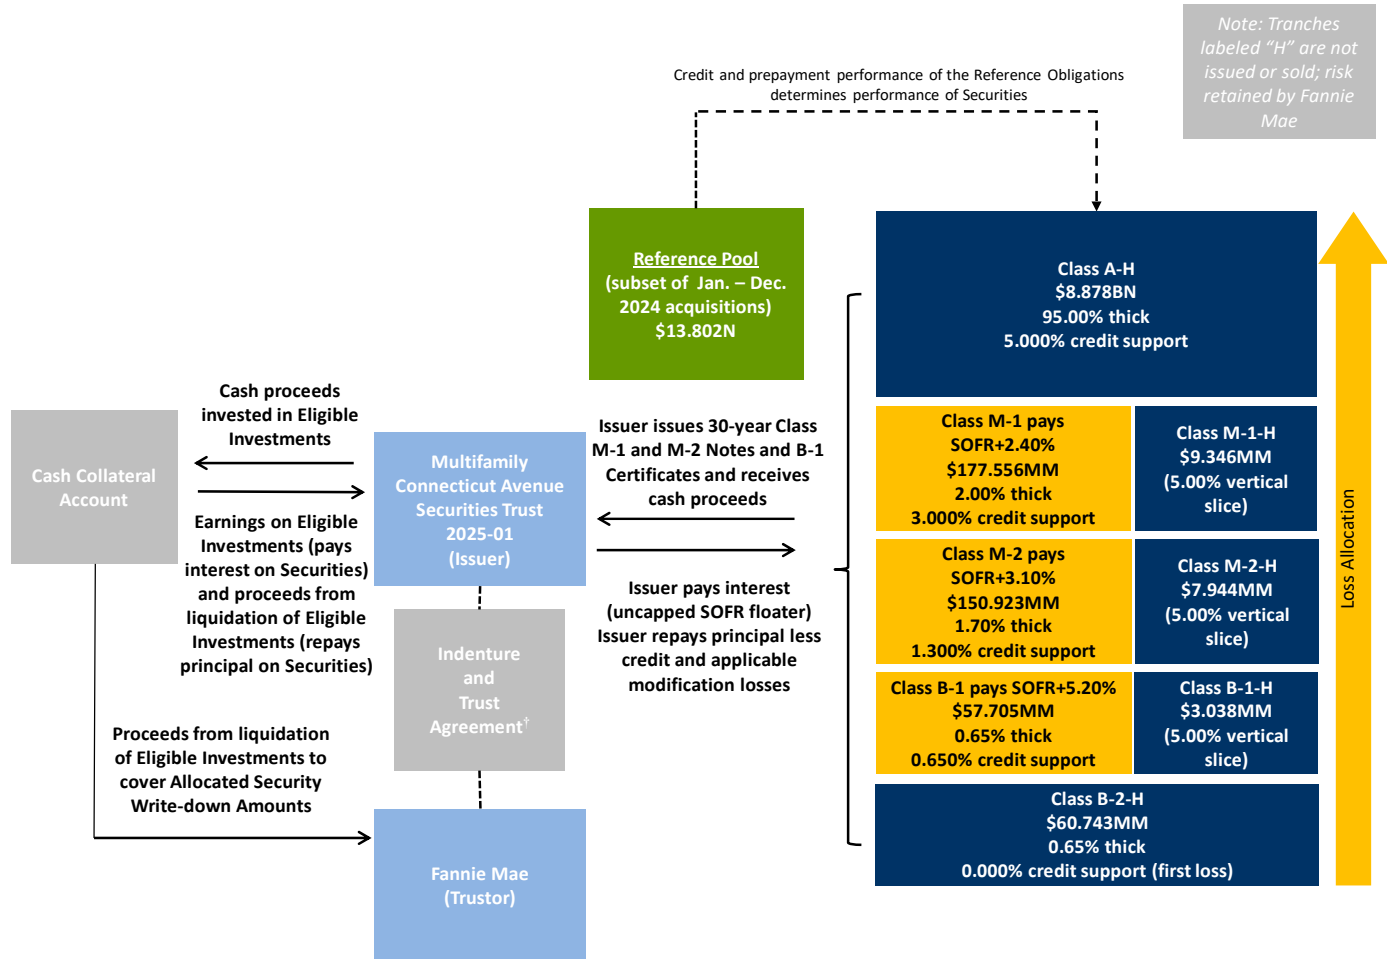 Note: Tranches
labeled “H” are not
issued or sold; risk
retained by Fannie
Mae
Credit and prepayment performance of the Reference Obligations
determines performance of Securities
Reference Pool
(subset of Jan. – Dec.
2024 acquisitions)
$13.802N
Class A-H
$8.878BN
95.00% thick
5.000% credit support
Cash proceeds
invested in Eligible
Investments
Cash Collateral
Account
Earnings on Eligible
Investments (pays
interest on Securities)
and proceeds from
liquidation of Eligible
Investments (repays
principal on Securities)
Multifamily
Connecticut Avenue
Securities Trust
2025-01
(Issuer)
Issuer issues 30-year Class
M-1 and M-2 Notes and B-1
Certificates and receives
cash proceeds
Issuer pays interest
(uncapped SOFR floater)
Issuer repays principal less
credit and applicable
modification losses
Class M-1 pays
SOFR+2.40%
$177.556MM
2.00% thick
3.000% credit support
Class M-1-H
$9.346MM
(5.00% vertical
slice)
Class M-2 pays
SOFR+3.10%
$150.923MM
1.70% thick
1.300% credit support
Class M-2-H
$7.944MM
(5.00% vertical
slice)
Class B-1 pays SOFR+5.20%
$57.705MM
0.65% thick
0.650% credit support
Class B-1-H
$3.038MM
(5.00% vertical
slice)
Class B-2-H
$60.743MM
0.65% thick
0.000% credit support (first loss)
Loss Allocation
Indenture
and
Trust
Agreement†
Proceeds from liquidation
of Eligible Investments to
cover Allocated Security
Write-down Amounts
Fannie Mae
(Trustor)